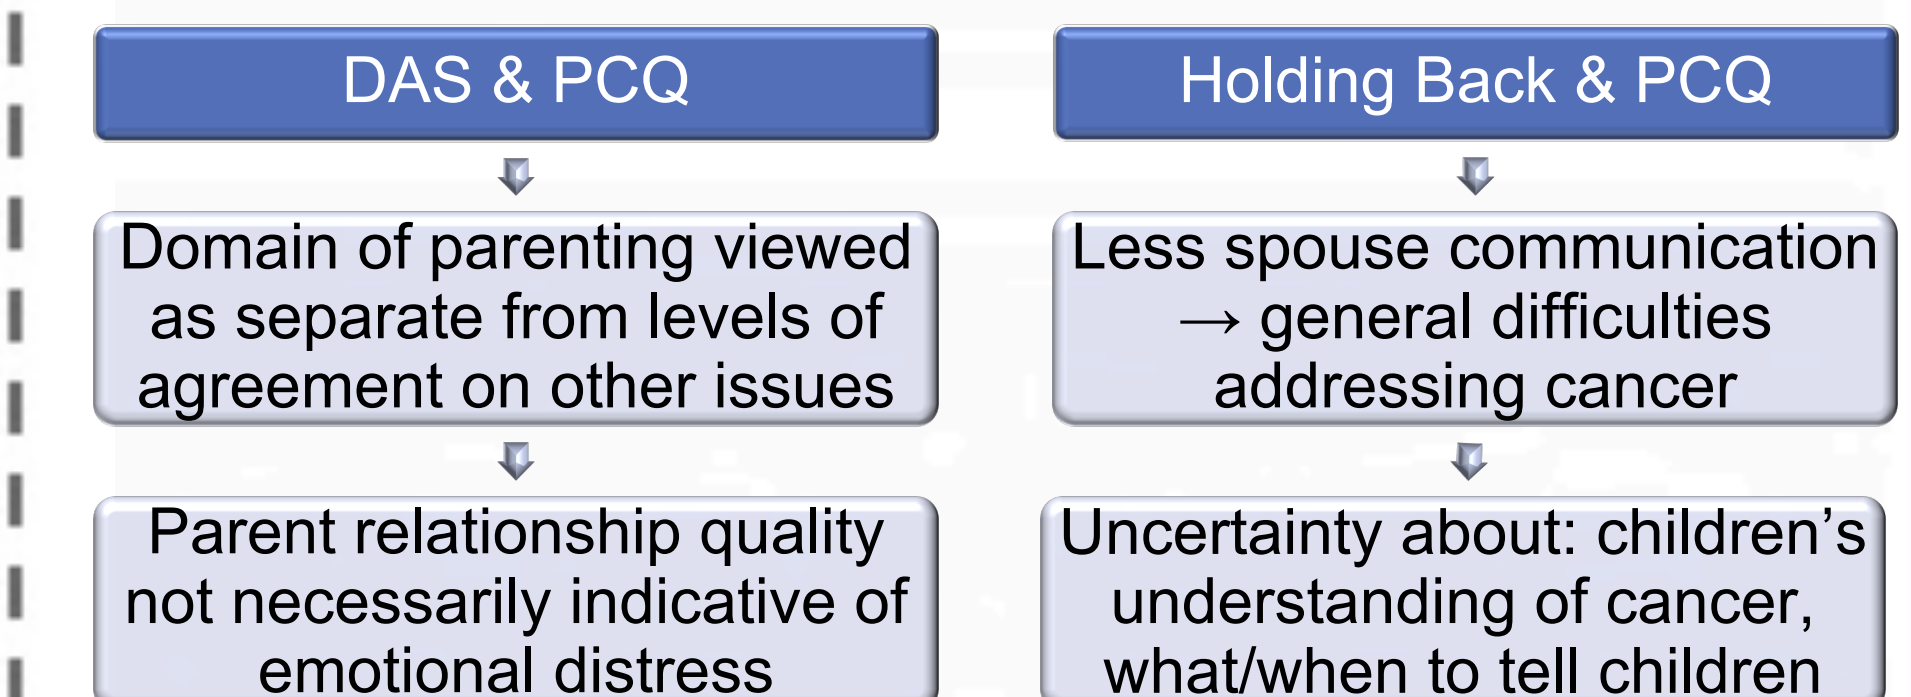 DAS & PCQ
Domain of parenting viewed
as separate from levels of
agreement on other issues
Parent relationship quality
not necessarily indicative of
emotional distress
Holding Back & PCQ
Less spouse communication
→ general difficulties
addressing cancer
Uncertainty about: children’s
understanding of cancer,
what/when to tell children